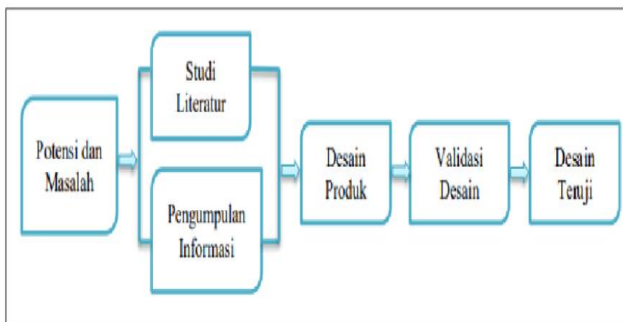 Potensi dan
Masalah
Studi
Literatur
Pengumpulan
Informasi
Desain
Produk
Validasi
Desain
Desain
Teruji